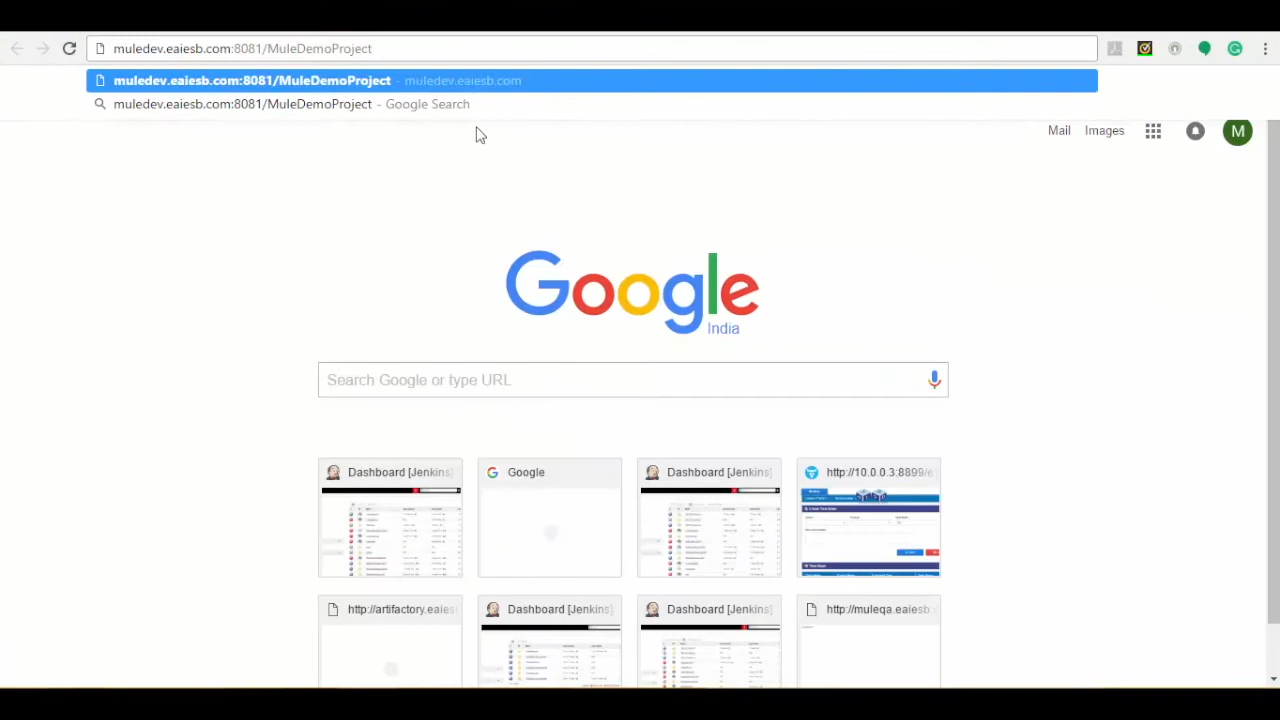 muledev.eaiesb.com:8081/MuleDemoProject
muledev.eaiesb.com:8081/MuleDemoProject - muledev.eaiesb.com
muledev.eaiesb.com:8081/MuleDemoProject - Google Search
Mail Images M
Google
India
Search Google or type URL
Dashboard [Jenkins]
Google
Dashboard [Jenkins]
http://10.0.0.3:8899/e
http://artifactory.eaies
Dashboard [Jenkins]
Dashboard [Jenkins]
http://muleqa.eaiesb